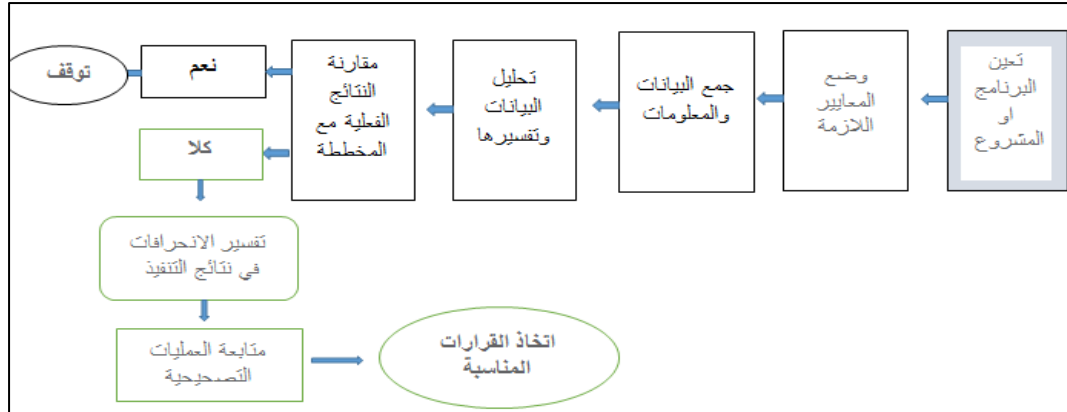 تعين
البرنامج
او
المشروع
وضع
المعايير
اللازمة
جمع البيانات
والمعلومات
تحليل
البيانات
وتفسيرها
مقارنة
النتائج
الفعلية مع
المخططة
نعم
توقف
كلا
تفسير الانحرافات
في نتائج التنفيذ
متابعة العمليات
التصحيحية
اتخاذ القرارات
المناسبة